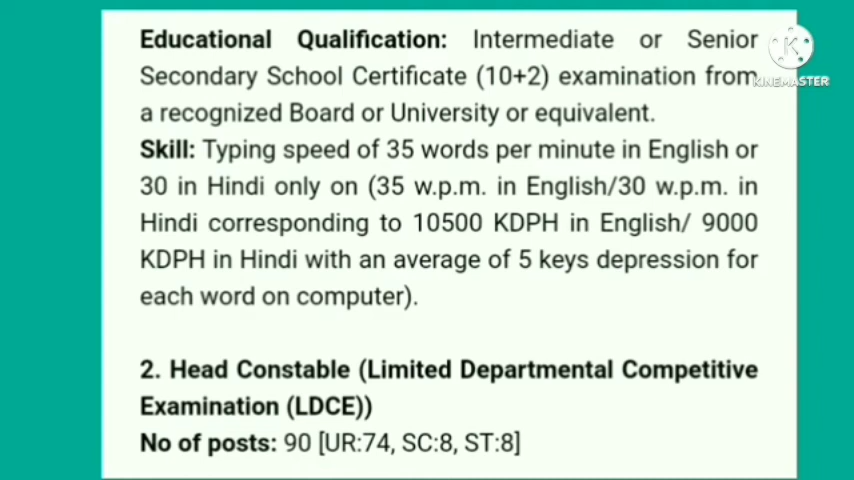 Educational Qualification: Intermediate or Senior
Secondary School Certificate (10+2) examination from
a recognized Board or University or equivalent.
Skill: Typing speed of 35 words per minute in English or
30 in Hindi only on (35 w.p.m. in English/30 w.p.m. in
Hindi corresponding to 10500 KDPH in English/ 9000
KDPH in Hindi with an average of 5 keys depression for
each word on computer).
2. Head Constable (Limited Departmental Competitive
Examination (LDCE))
No of posts: 90 [UR:74, SC:8, ST:8]
K
KINEMASTER